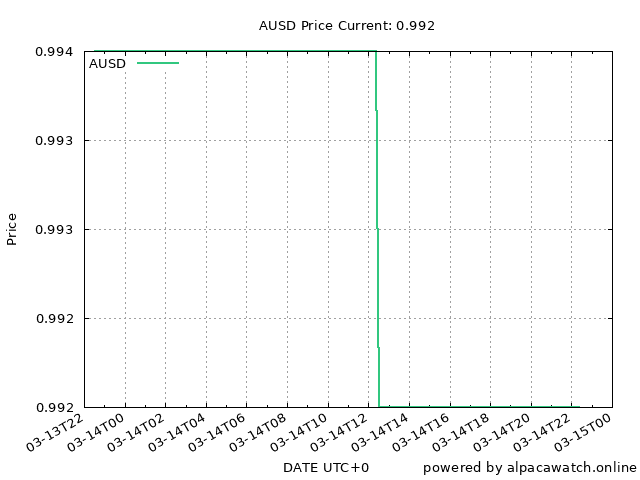 AUSD Price Current: 0.992
0.994
AUSD
0.993
0.993
0.992
0.992
Price
03-13T22
03-14T00
03-14T02
03-14T04
03-14T06
03-14T08
03-14T10
03-14T12
03-14T14
03-14T16
03-14T18
03-14T20
03-14T22
03-15T00
DATE UTC+0
powered by alpacawatch.online